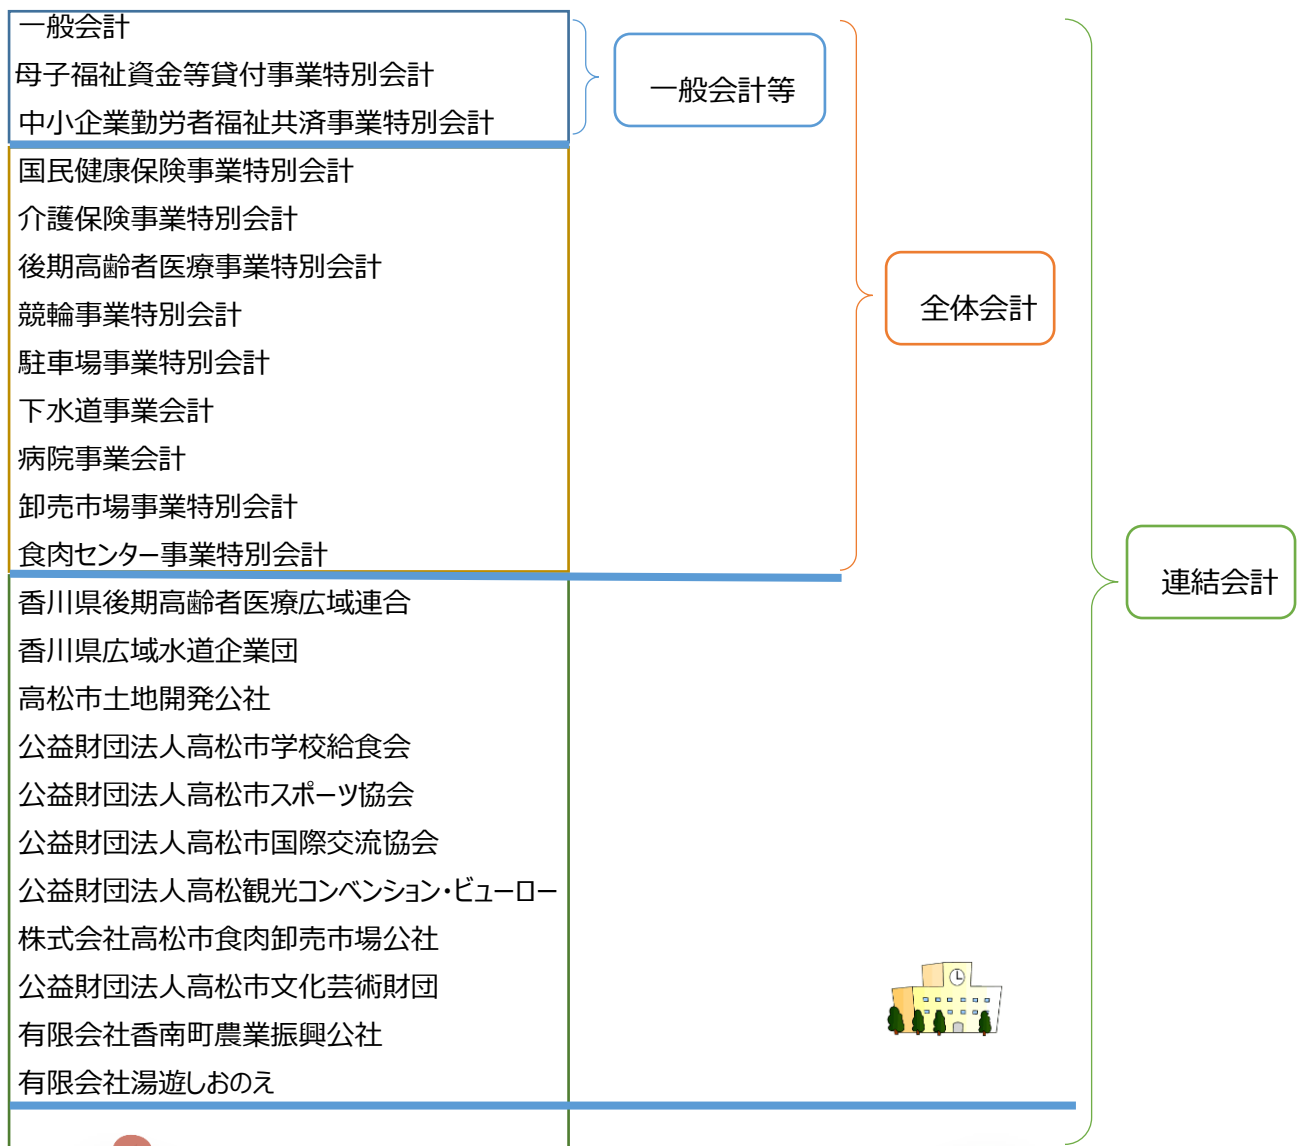 一般会計
母子福祉資金等貸付事業特別会計
中小企業勤労者福祉共済事業特別会計
一般会計等
国民健康保険事業特別会計
介護保険事業特別会計
後期高齢者医療事業特別会計
競輪事業特別会計
駐車場事業特別会計
下水道事業会計
病院事業会計
卸売市場事業特別会計
食肉センター事業特別会計
全体会計
香川県後期高齢者医療広域連合
香川県広域水道企業団
高松市土地開発公社
公益財団法人高松市学校給食会
公益財団法人高松市スポーツ協会
公益財団法人高松市国際交流協会
公益財団法人高松観光コンベンション・ビューロー
株式会社高松市食肉卸売市場公社
公益財団法人高松市文化芸術財団
有限会社香南町農業振興公社
有限会社湯遊しおのえ
連結会計